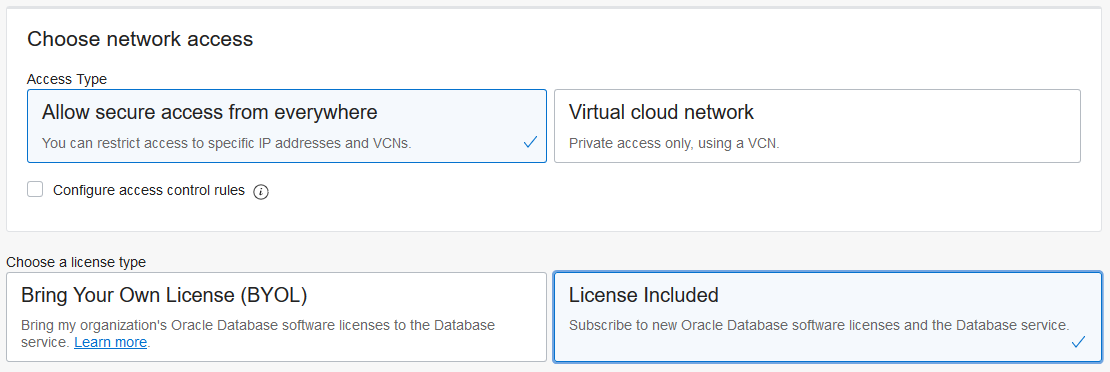 Choose network access
Access Type
Allow secure access from everywhere
You can restrict access to specific IP addresses and VCNs.
Virtual cloud network
Private access only, using a VCN.
Configure access control rules
Choose a license type
Bring Your Own License (BYOL)
Bring my organization's Oracle Database software licenses to the Database
service. Learn more.
License Included
Subscribe to new Oracle Database software licenses and the Database service.